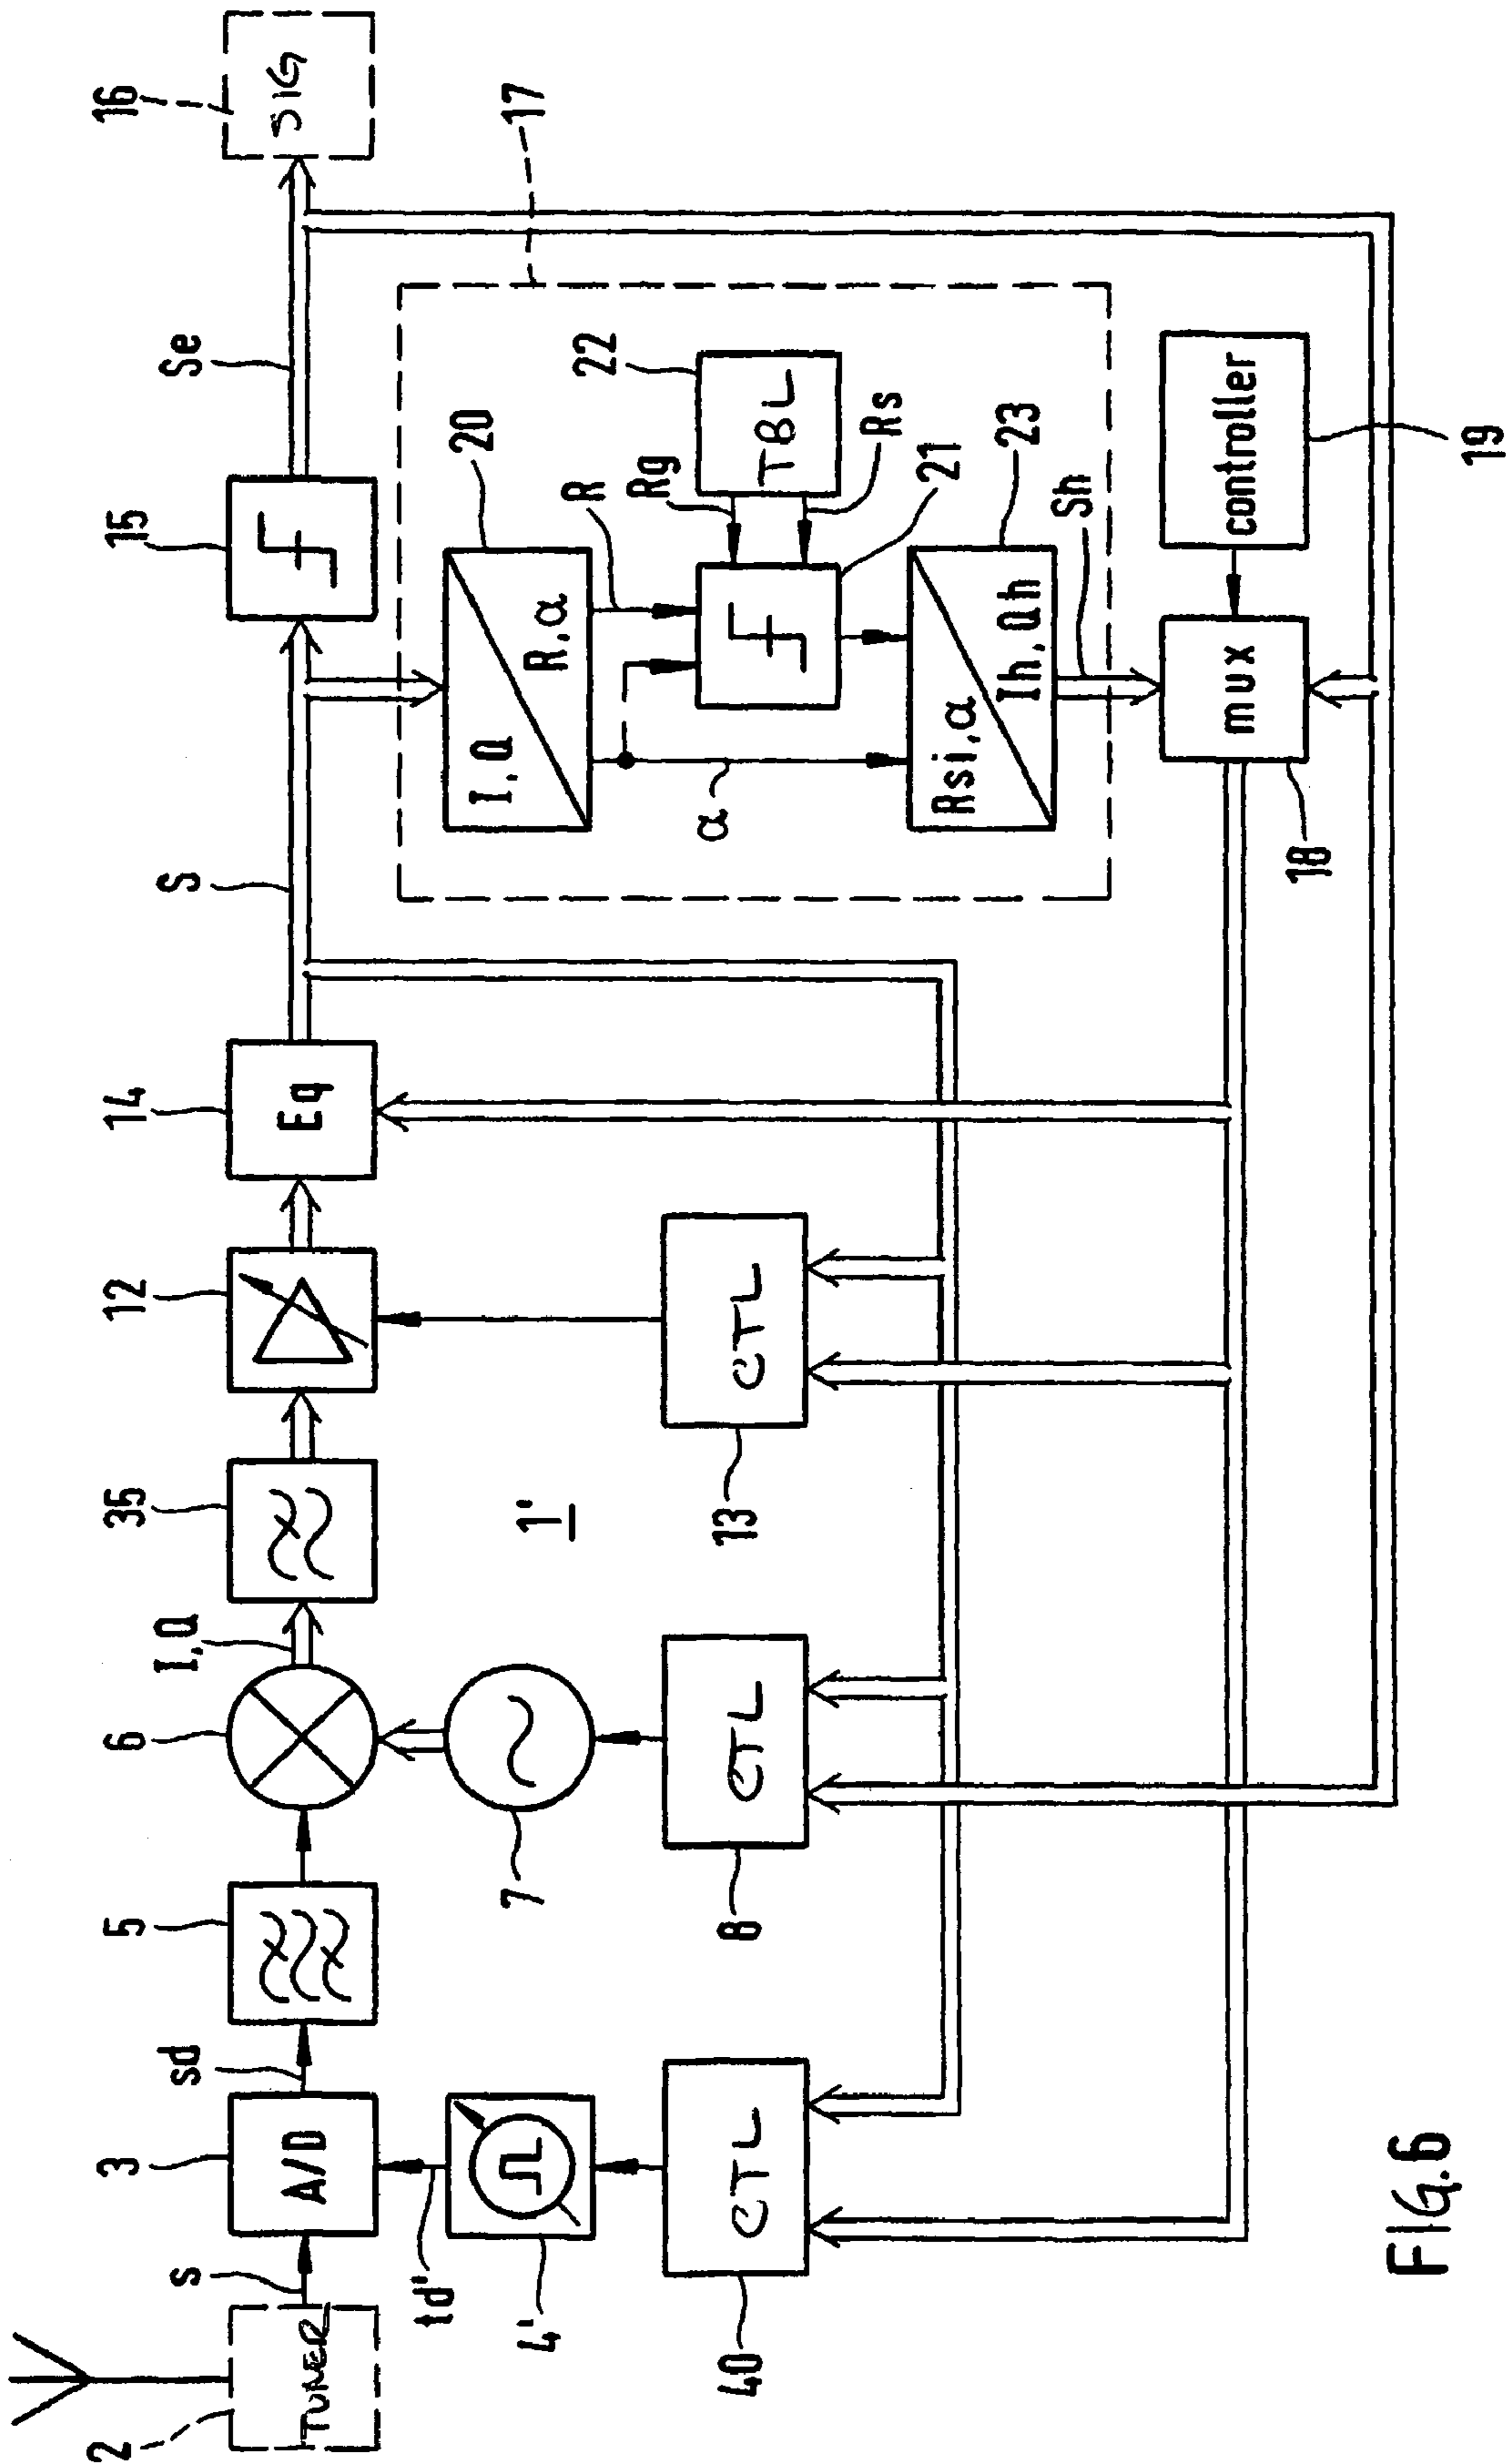 2
TUNER
s
3
A/D
sd
td'
4'
40
CTL
5
6
I,Q
7
8
CTL
35
1'
12
13
CTL
14
Eq
S
15
Se
16
SIG
17
20
I,Q
R,α
R
α
Rg
22
TBL
Rs
21
23
Rsi,α
Ih,Qh
Sh
mux
18
controller
19
FIG.6